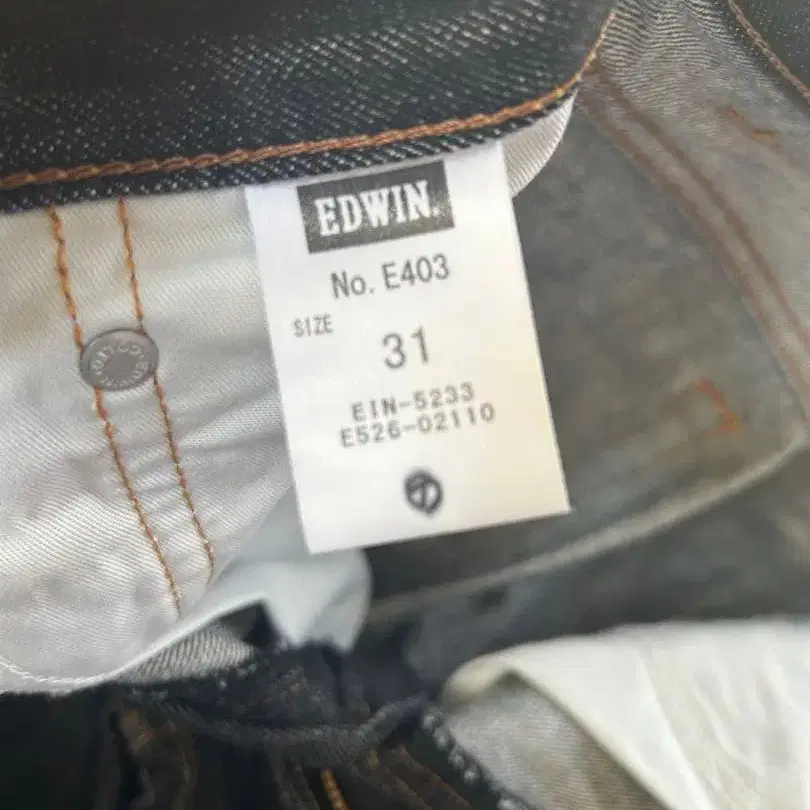 EDWIN.
No. E403
SIZE
31
EIN-5233
E526-02110